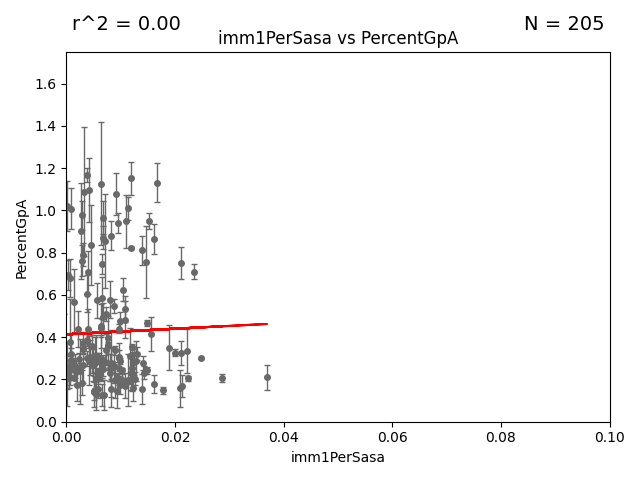 r^2 = 0.00
N = 205
imm1PerSasa vs PercentGpA
1.6
1.4
1.2
1.0
0.8
0.6
0.4
0.2
0.0
PercentGpA
0.00 0.02 0.04 0.06 0.08 0.10
imm1PerSasa